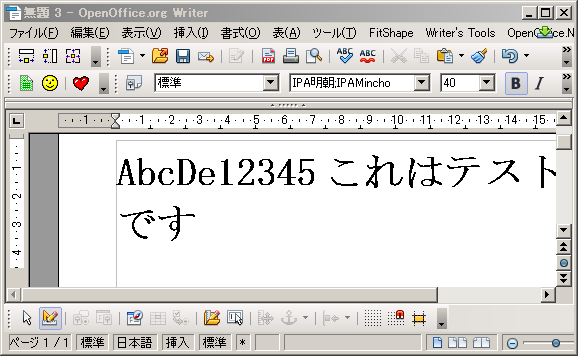 無題 3 - OpenOffice.org Writer
ファイル(F) 編集(E) 表示(V) 挿入(I) 書式(O) 表(A) ツール(T) FitShape Writer's Tools OpenOffice.N
標準 IPA明朝;IPAMincho 40 B I
1 1 2 3 4 5 6 7 8 9 10 11 12 13 14 15
AbcDe12345 これはテスト
です
1 2 3 4
ページ 1 / 1 標準 日本語 挿入 標準 *